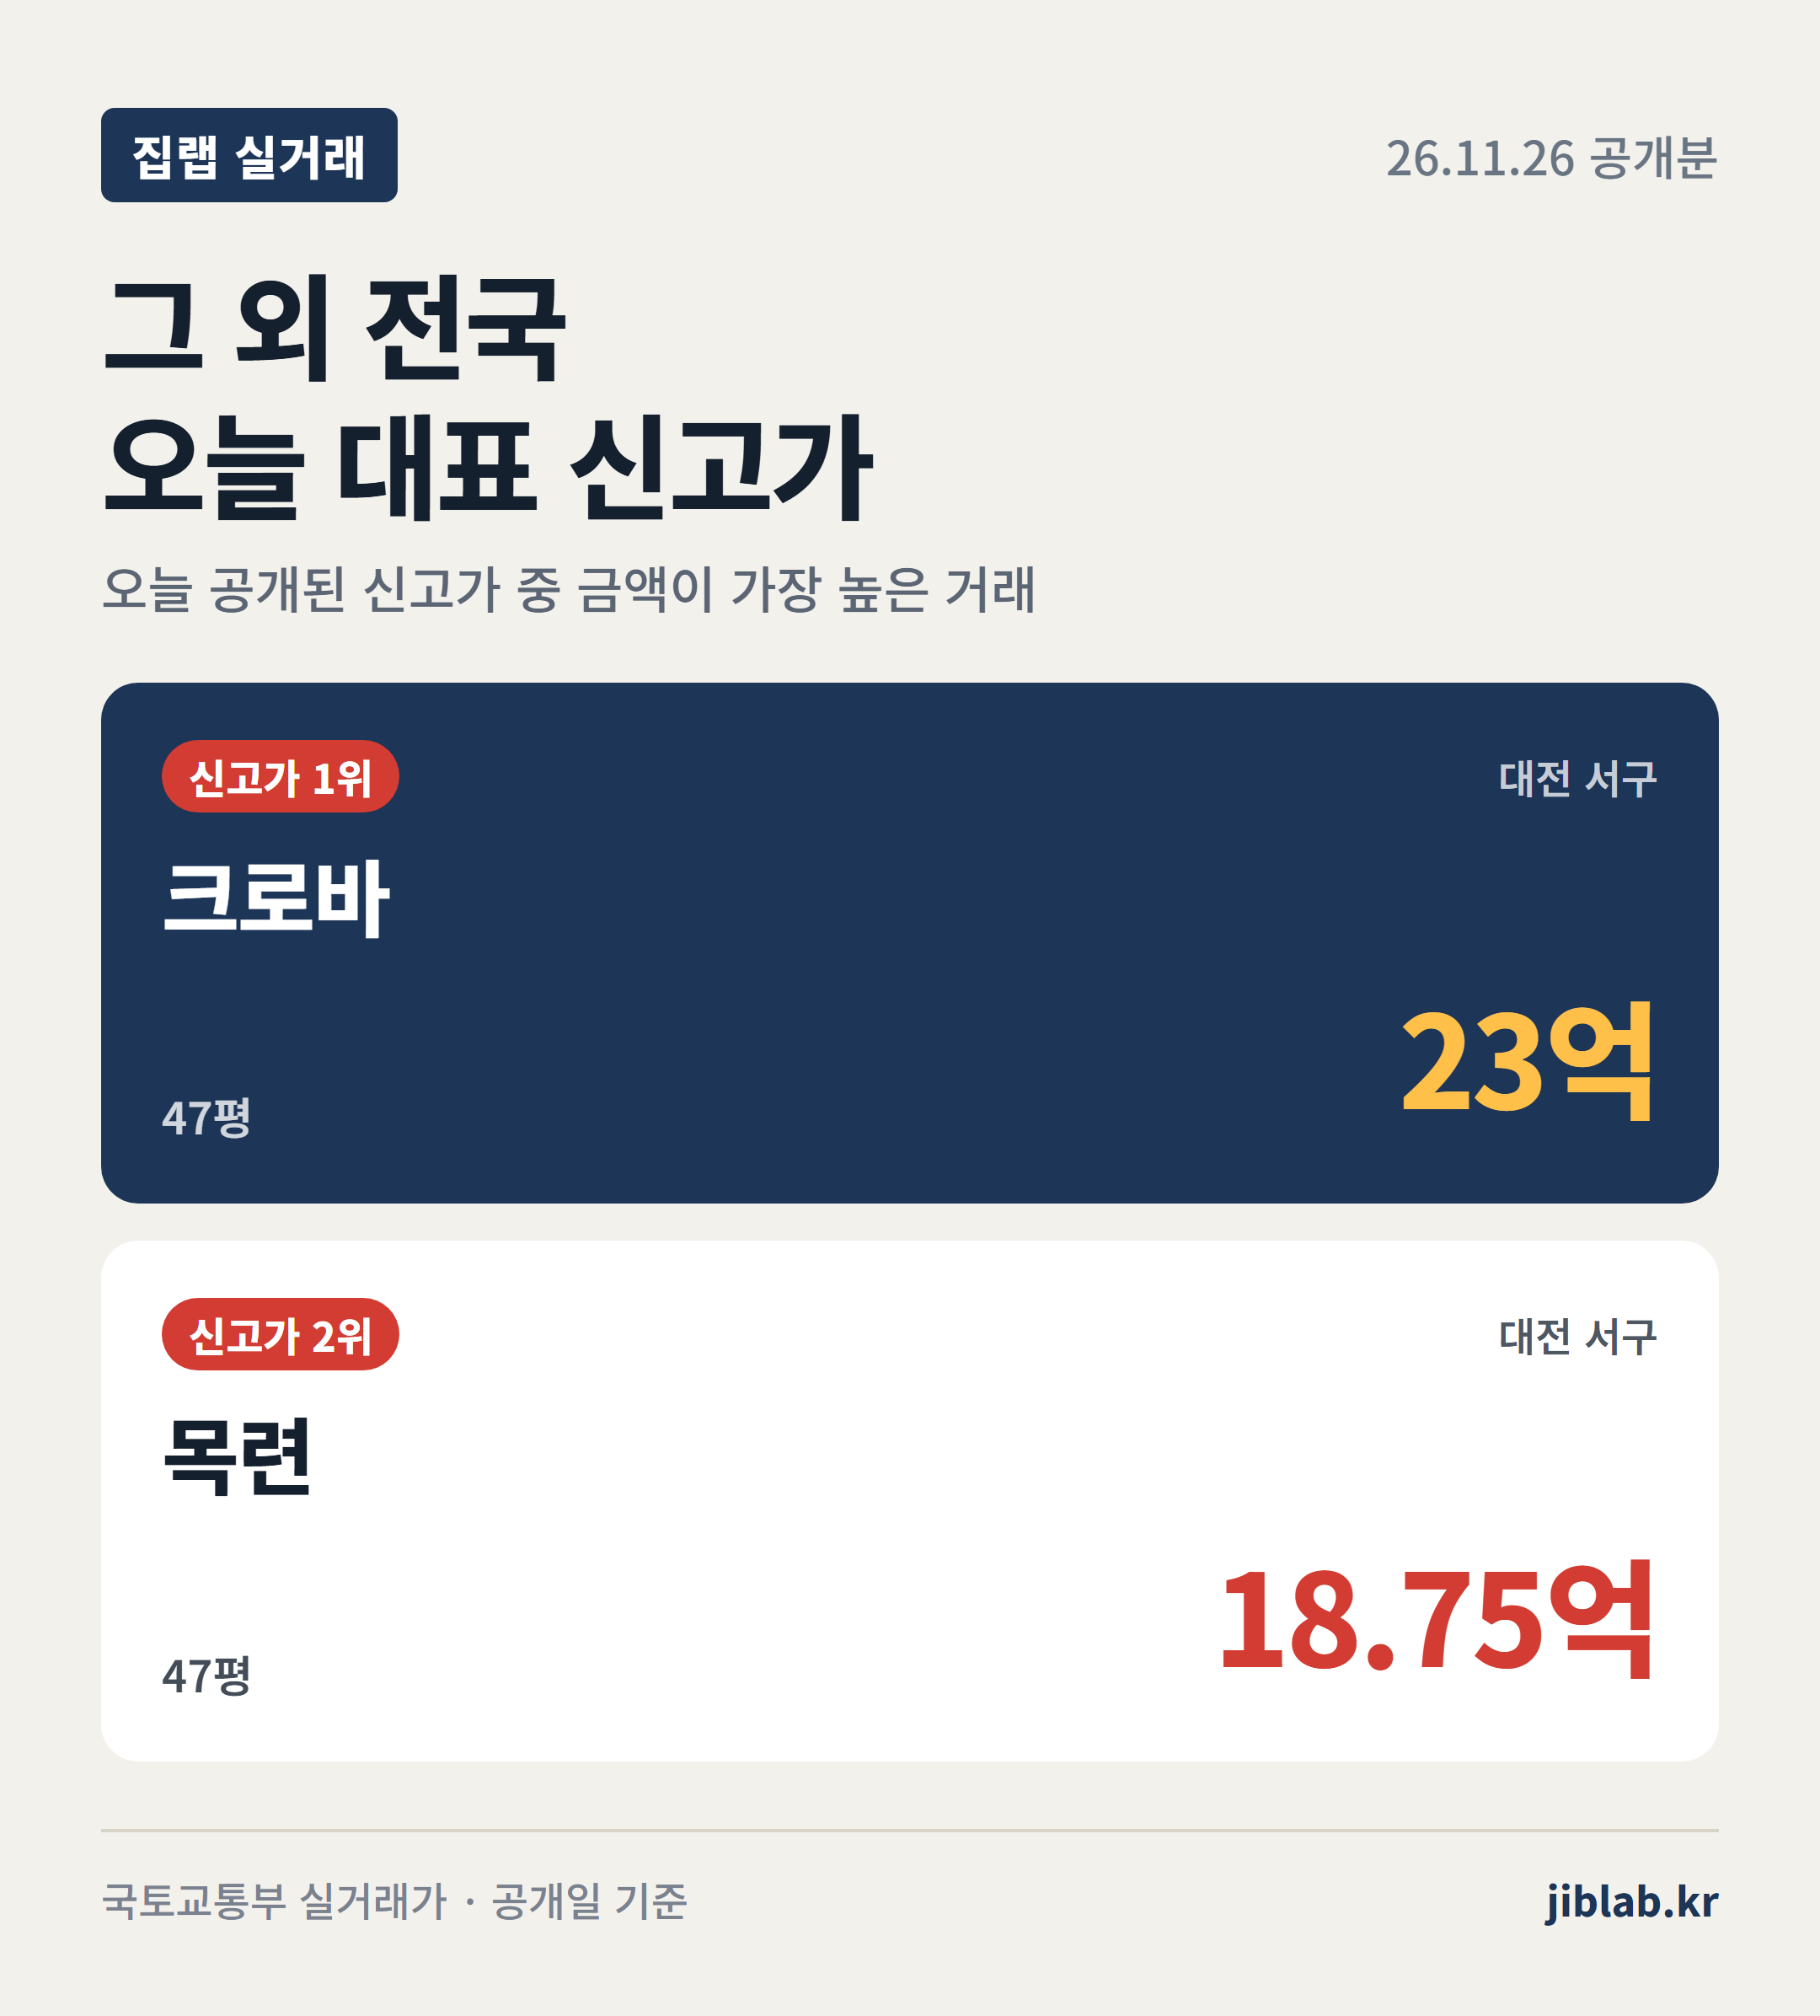 집랩 실거래
26.11.26 공개분
그 외 전국
오늘 대표 신고가
오늘 공개된 신고가 중 금액이 가장 높은 거래
신고가 1위
대전 서구
크로바
47평
23억
신고가 2위
대전 서구
목련
47평
18.75억
국토교통부 실거래가 · 공개일 기준
jiblab.kr